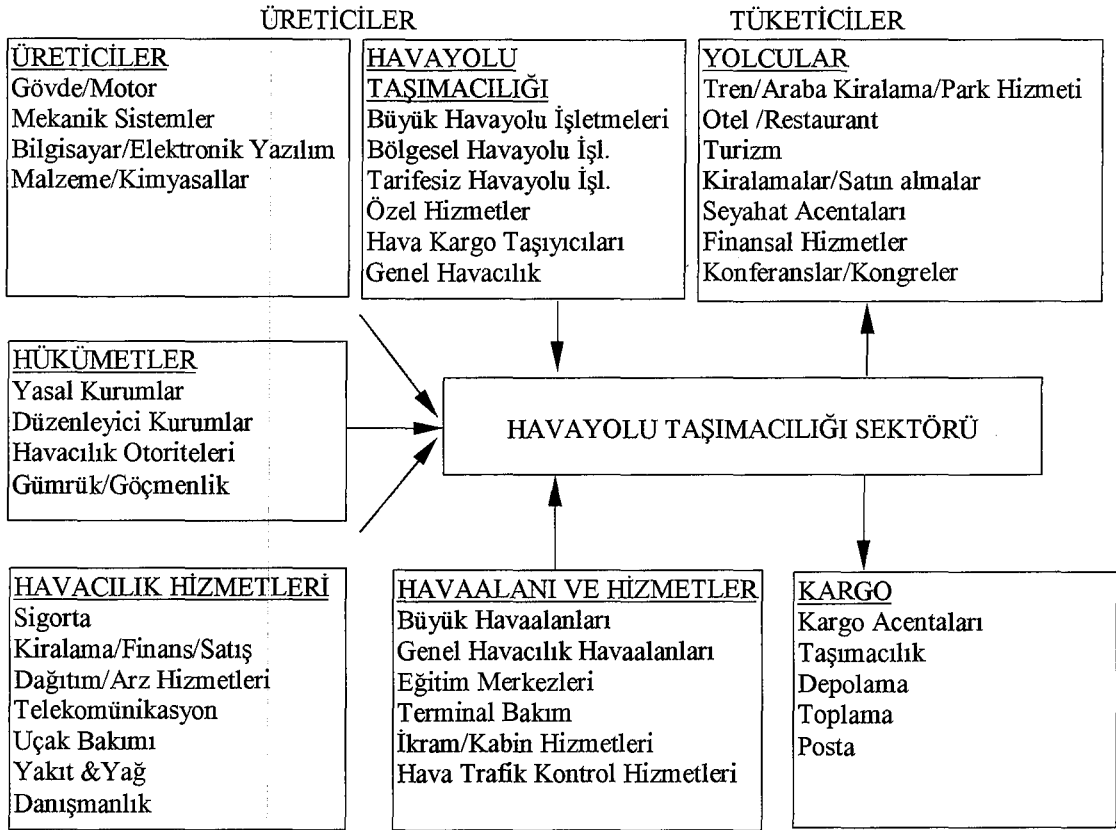 ÜRETİCİLER
TÜKETİCİLER
ÜRETİCİLER
Gövde/Motor
Mekanik Sistemler
Bilgisayar/Elektronik Yazılım
Malzeme/Kimyasallar
HAVAYOLU
TAŞIMACILIĞI
Büyük Havayolu İşletmeleri
Bölgesel Havayolu İşl.
Tarifesiz Havayolu İşl.
Özel Hizmetler
Hava Kargo Taşıyıcıları
Genel Havacılık
YOLCULAR
Tren/Araba Kiralama/Park Hizmeti
Otel /Restaurant
Turizm
Kiralamalar/Satın almalar
Seyahat Acentaları
Finansal Hizmetler
Konferanslar/Kongreler
HÜKÜMETLER
Yasal Kurumlar
Düzenleyici Kurumlar
Havacılık Otoriteleri
Gümrük/Göçmenlik
HAVAYOLU TAŞIMACILIĞI SEKTÖRÜ
HAVACILIK HİZMETLERİ
Sigorta
Kiralama/Finans/Satış
Dağıtım/Arz Hizmetleri
Telekomünikasyon
Uçak Bakımı
Yakıt &Yağ
Danışmanlık
HAVAALANI VE HİZMETLER
Büyük Havaalanları
Genel Havacılık Havaalanları
Eğitim Merkezleri
Terminal Bakım
İkram/Kabin Hizmetleri
Hava Trafik Kontrol Hizmetleri
KARGO
Kargo Acentaları
Taşımacılık
Depolama
Toplama
Posta